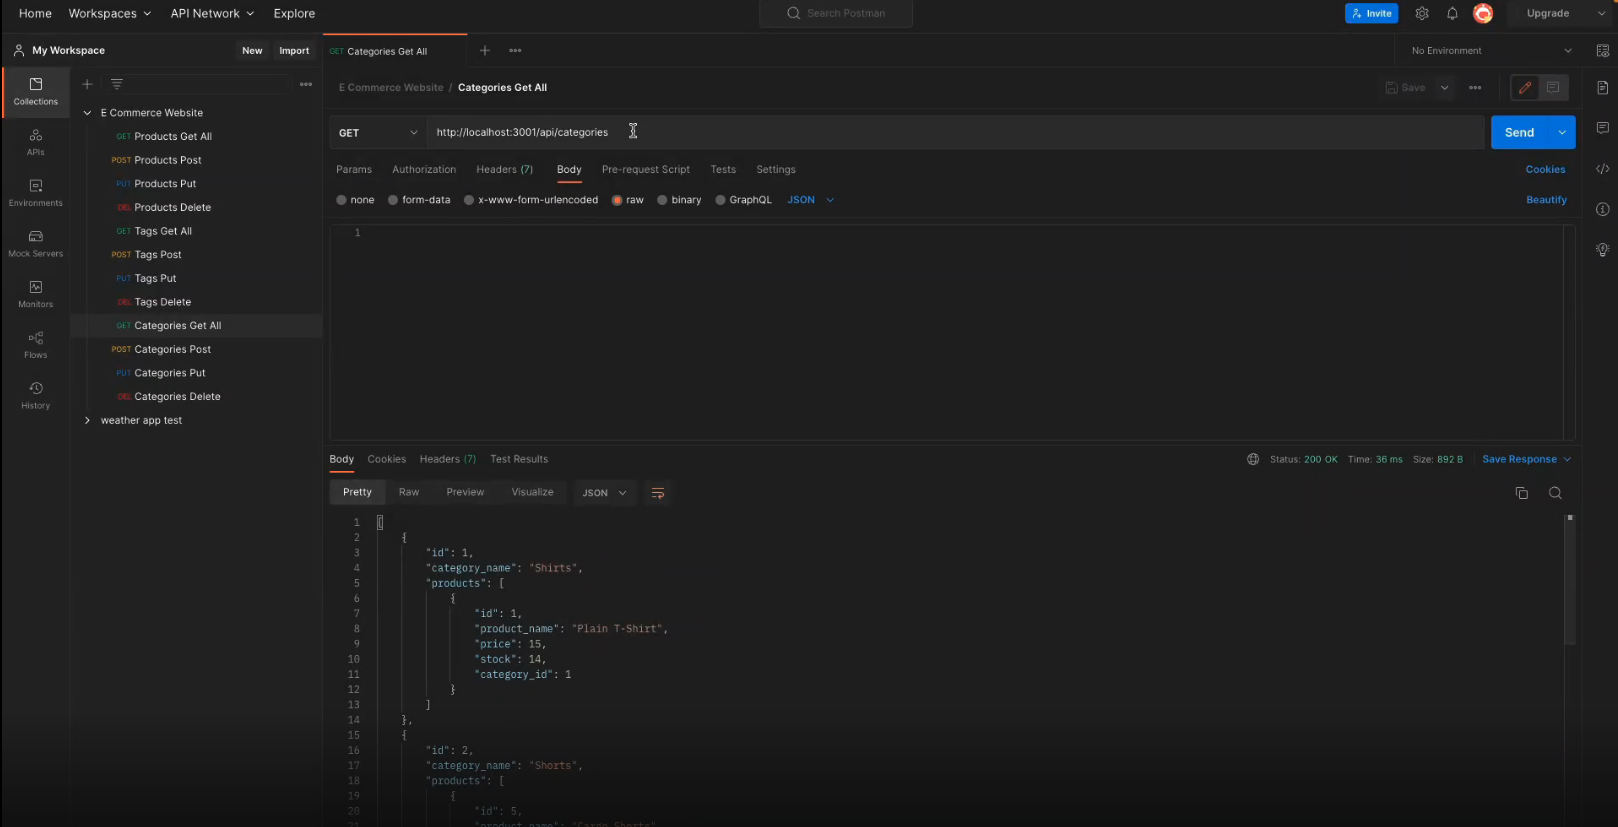 Home Workspaces API Network Explore Search Postman Invite Upgrade
My Workspace New Import GET Categories Get All No Environment
Collections
APIs
Environments
Mock Servers
Monitors
Flows
History
E Commerce Website
GET Products Get All
POST Products Post
PUT Products Put
DEL Products Delete
GET Tags Get All
POST Tags Post
PUT Tags Put
DEL Tags Delete
GET Categories Get All
POST Categories Post
PUT Categories Put
DEL Categories Delete
weather app test
E Commerce Website / Categories Get All Save
GET http://localhost:3001/api/categories Send
Params Authorization Headers (7) Body Pre-request Script Tests Settings Cookies
none form-data x-www-form-urlencoded raw binary GraphQL JSON Beautify
1
Body Cookies Headers (7) Test Results Status: 200 OK Time: 36 ms Size: 892 B Save Response
Pretty Raw Preview Visualize JSON
1 [
2 {
3 "id": 1,
4 "category_name": "Shirts",
5 "products": [
6 {
7 "id": 1,
8 "product_name": "Plain T-Shirt",
9 "price": 15,
10 "stock": 14,
11 "category_id": 1
12 }
13 ]
14 },
15 {
16 "id": 2,
17 "category_name": "Shorts",
18 "products": [
19 {
20 "id": 5,
21 "product_name": "Cargo Shorts"